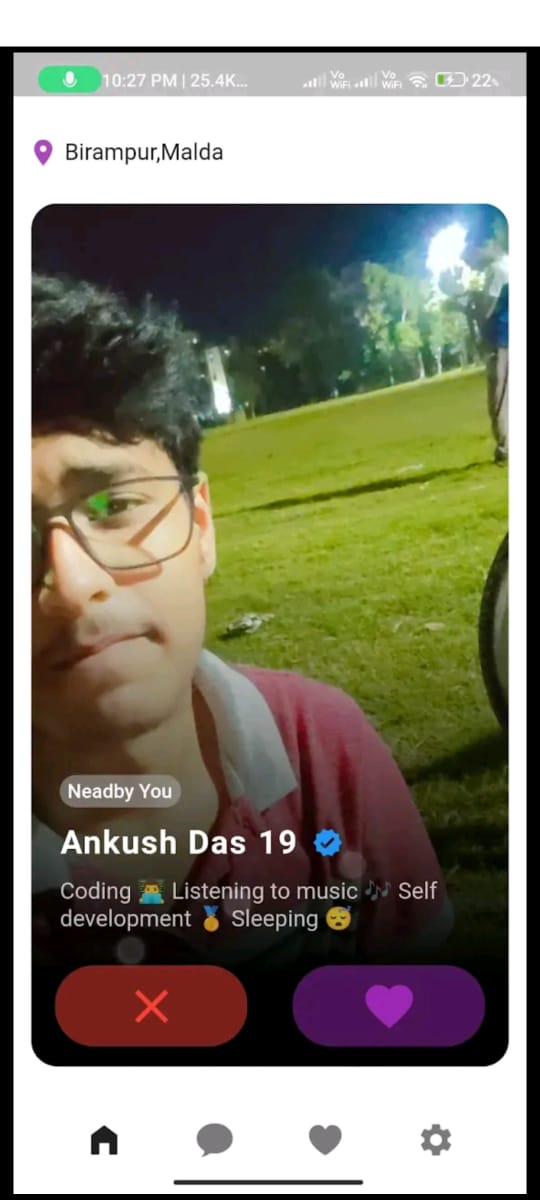 10:27 PM | 25.4K...
Vo
WiFi
Vo
WiFi
22%
Birampur,Malda
Neadby You
Ankush Das 19
Coding 👨‍💻 Listening to music 🎶 Self
development 🏅 Sleeping 😴